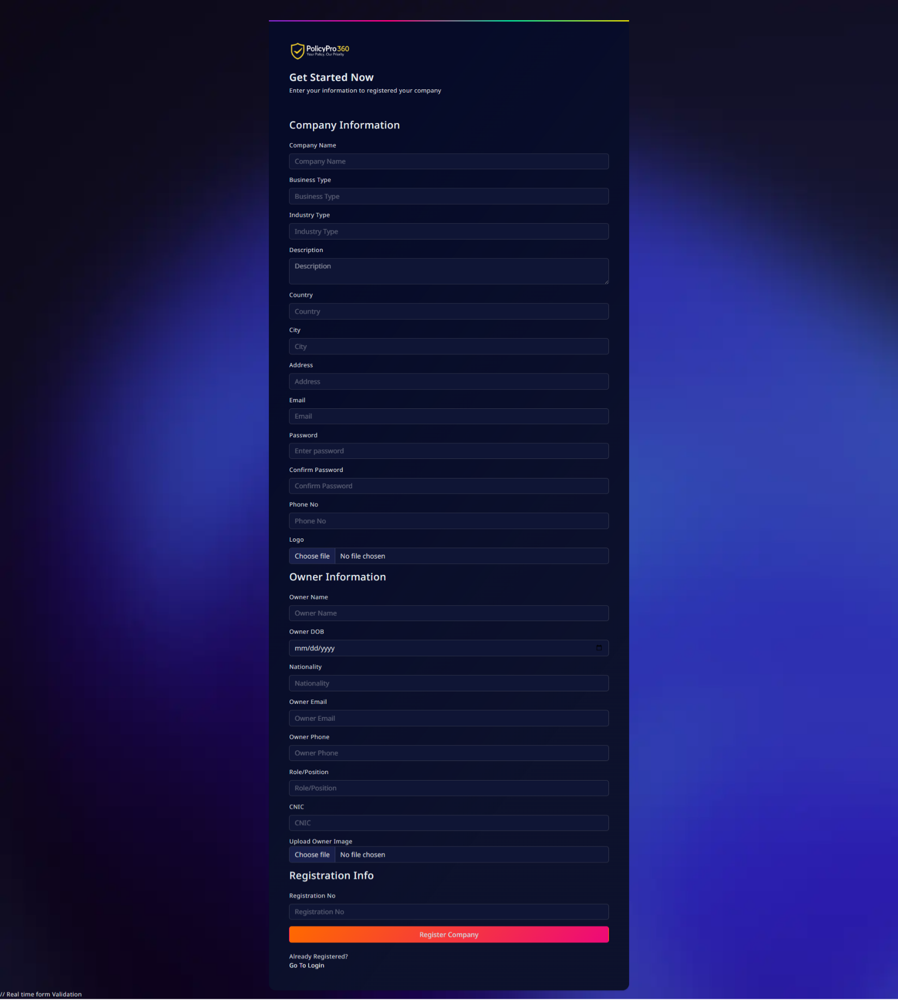 PolicyPro360
Your Policy, Our Priority
Get Started Now
Enter your information to registered your company
Company Information
Company Name
Company Name
Business Type
Business Type
Industry Type
Industry Type
Description
Description
Country
Country
City
City
Address
Address
Email
Email
Password
Enter password
Confirm Password
Confirm Password
Phone No
Phone No
Logo
Choose file No file chosen
Owner Information
Owner Name
Owner Name
Owner DOB
mm/dd/yyyy
Nationality
Nationality
Owner Email
Owner Email
Owner Phone
Owner Phone
Role/Position
Role/Position
CNIC
CNIC
Upload Owner Image
Choose file No file chosen
Registration Info
Registration No
Registration No
Register Company
Already Registered?
Go To Login
// Real time form Validation